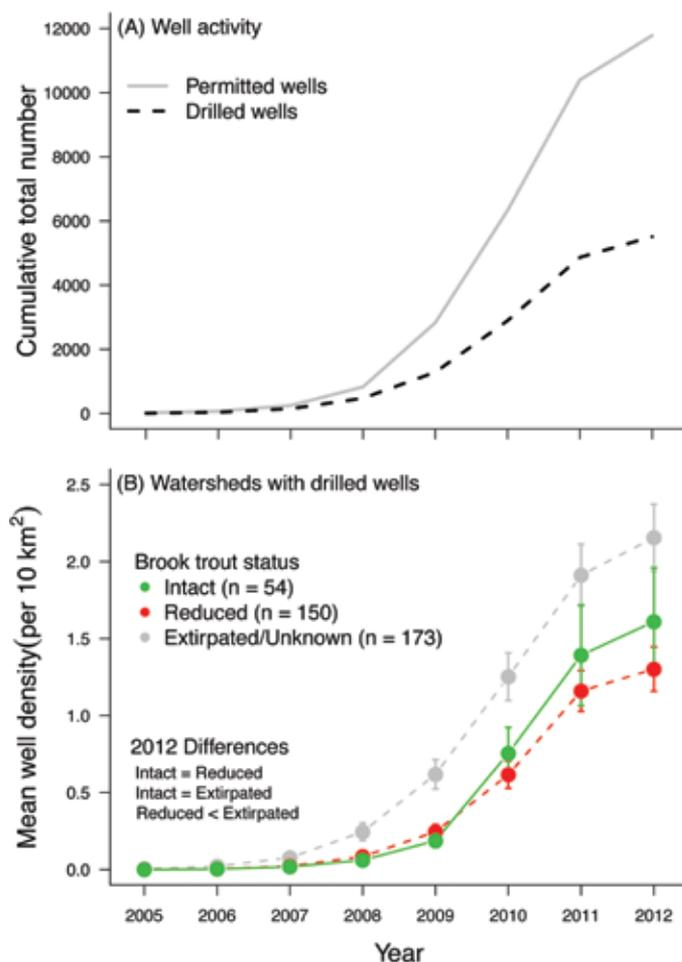 (A) Well activity
Permitted wells
Drilled wells
Cumulative total number
12000
10000
8000
6000
4000
2000
0
(B) Watersheds with drilled wells
Brook trout status
Intact (n = 54)
Reduced (n = 150)
Extirpated/Unknown (n = 173)
2012 Differences
Intact = Reduced
Intact = Extirpated
Reduced < Extirpated
Mean well density(per 10 km²)
2.5
2.0
1.5
1.0
0.5
0.0
2005 2006 2007 2008 2009 2010 2011 2012
Year